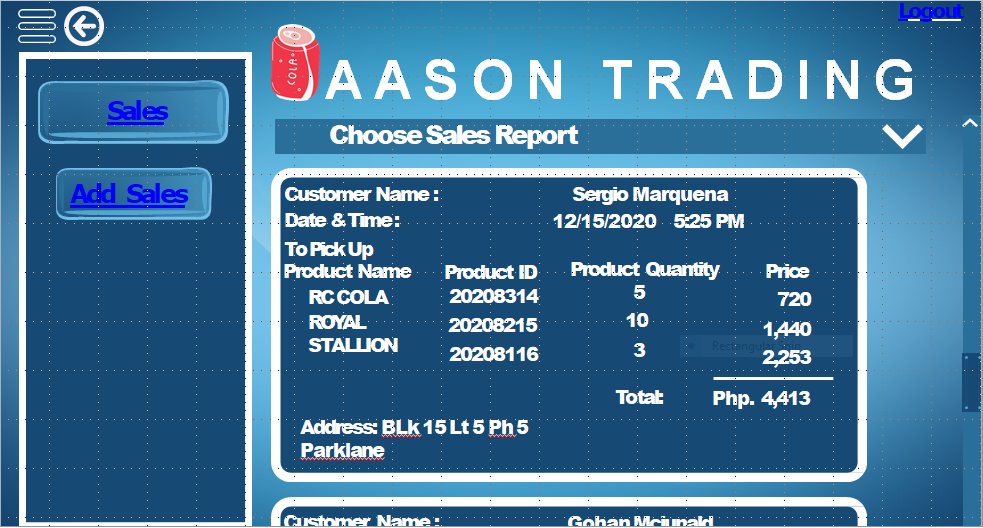 Logout
COLA
AASON TRADING
Sales
Choose Sales Report
Add Sales
Customer Name : Sergio Marquena
Date & Time : 12/15/2020 5:25 PM
To Pick Up
Product Name Product ID Product Quantity Price
RC COLA 20208314 5 720
ROYAL 20208215 10 1,440
STALLION 20208116 3 2,253
Rectangular Snip
Total: Php. 4,413
Address: BLk 15 Lt 5 Ph 5
Parklane
Customer Name :